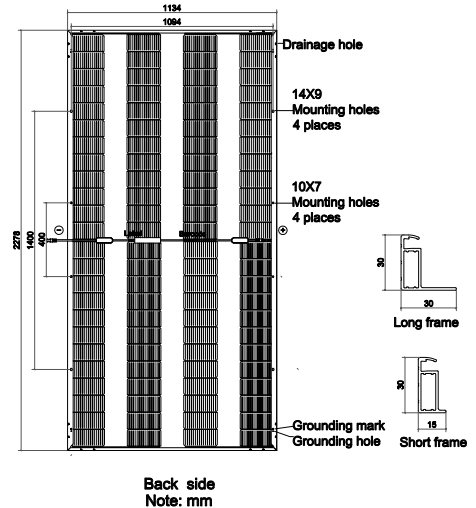 1134
1094
Drainage hole
14X9
Mounting holes
4 places
10X7
Mounting holes
4 places
2278
1400
400
Label
Barcode
30
30
Long frame
30
15
Short frame
Grounding mark
Grounding hole
Back side
Note: mm